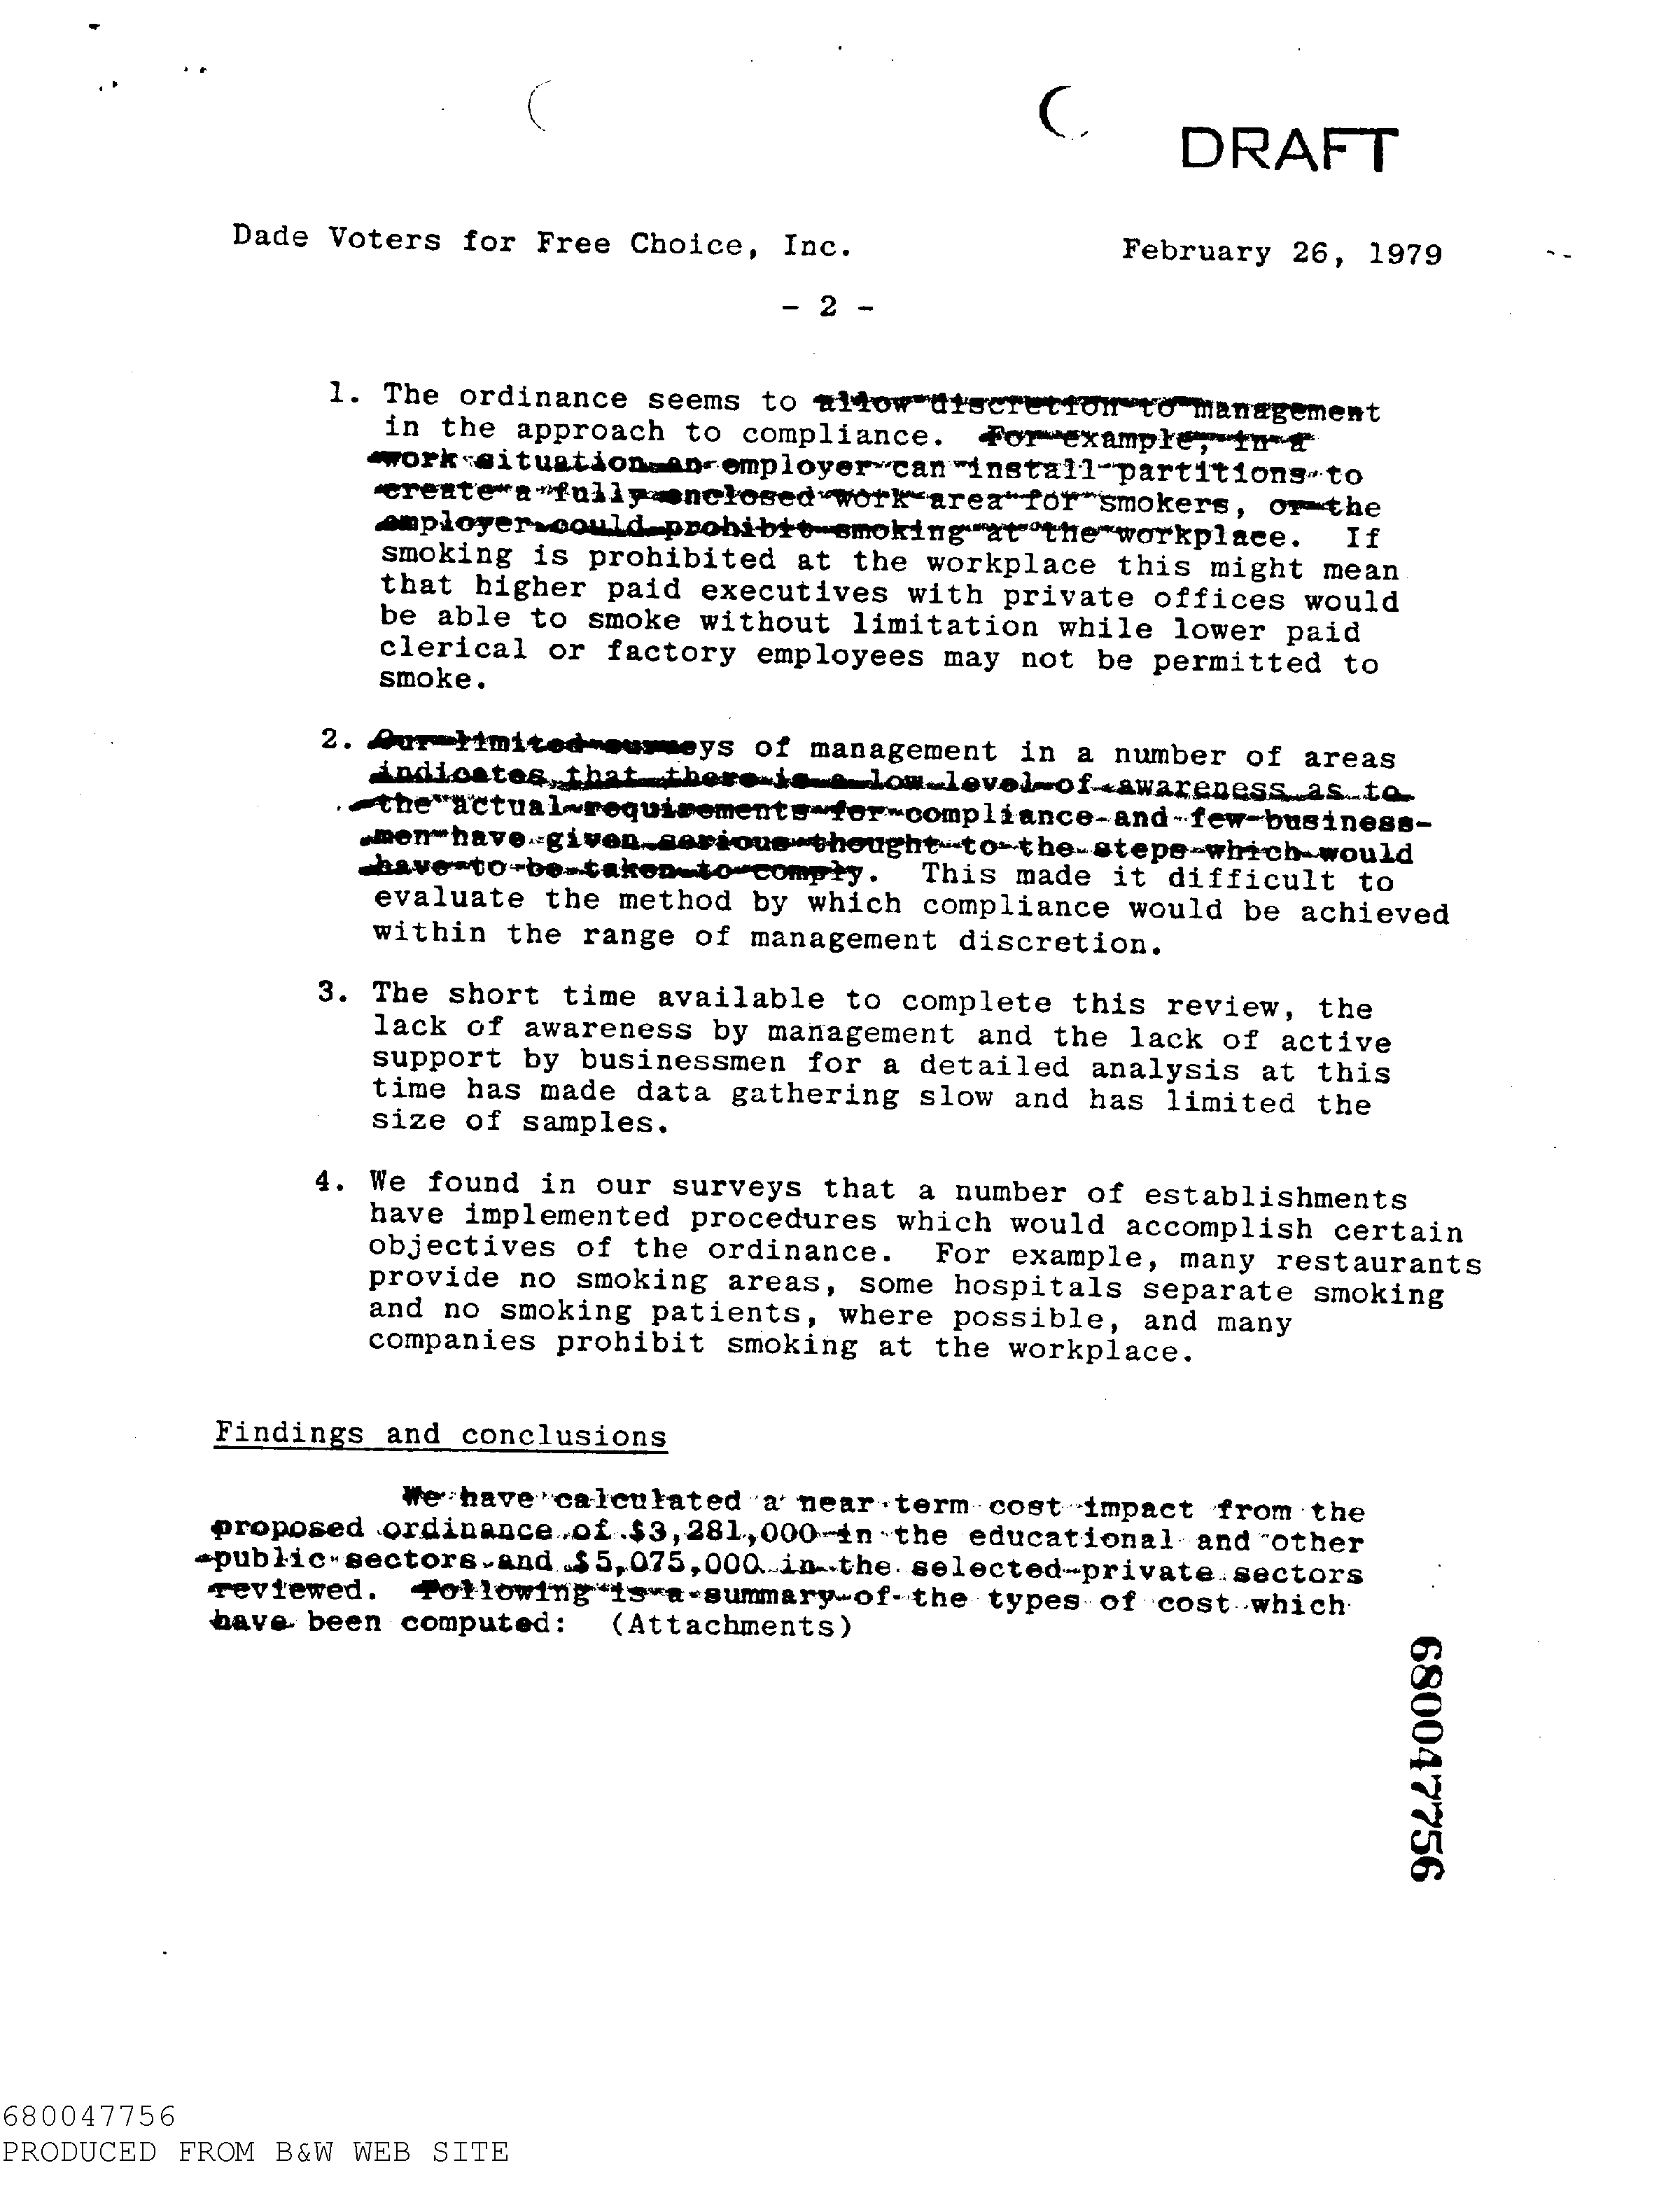 DRAFT
Dade Voters for Free Choice, Inc. February 26, 1979
- 2 -
1. The ordinance seems to allow discretion to management
in the approach to compliance. For example, in a
work situation an employer can install partitions to
create a fully enclosed work area for smokers, or the
employer could prohibit smoking at the workplace. If
smoking is prohibited at the workplace this might mean
that higher paid executives with private offices would
be able to smoke without limitation while lower paid
clerical or factory employees may not be permitted to
smoke.
2. Our limited surveys of management in a number of areas
indicates that there is a low level of awareness as to
the actual requirements for compliance and few business-
men have given serious thought to the steps which would
have to be taken to comply. This made it difficult to
evaluate the method by which compliance would be achieved
within the range of management discretion.
3. The short time available to complete this review, the
lack of awareness by management and the lack of active
support by businessmen for a detailed analysis at this
time has made data gathering slow and has limited the
size of samples.
4. We found in our surveys that a number of establishments
have implemented procedures which would accomplish certain
objectives of the ordinance. For example, many restaurants
provide no smoking areas, some hospitals separate smoking
and no smoking patients, where possible, and many
companies prohibit smoking at the workplace.
Findings and conclusions
We have calculated a near term cost impact from the
proposed ordinance of $3,281,000 in the educational and other
public sectors and $5,075,000 in the selected private sectors
reviewed. Following is a summary of the types of cost which
have been computed: (Attachments)
680047756
680047756
PRODUCED FROM B&W WEB SITE